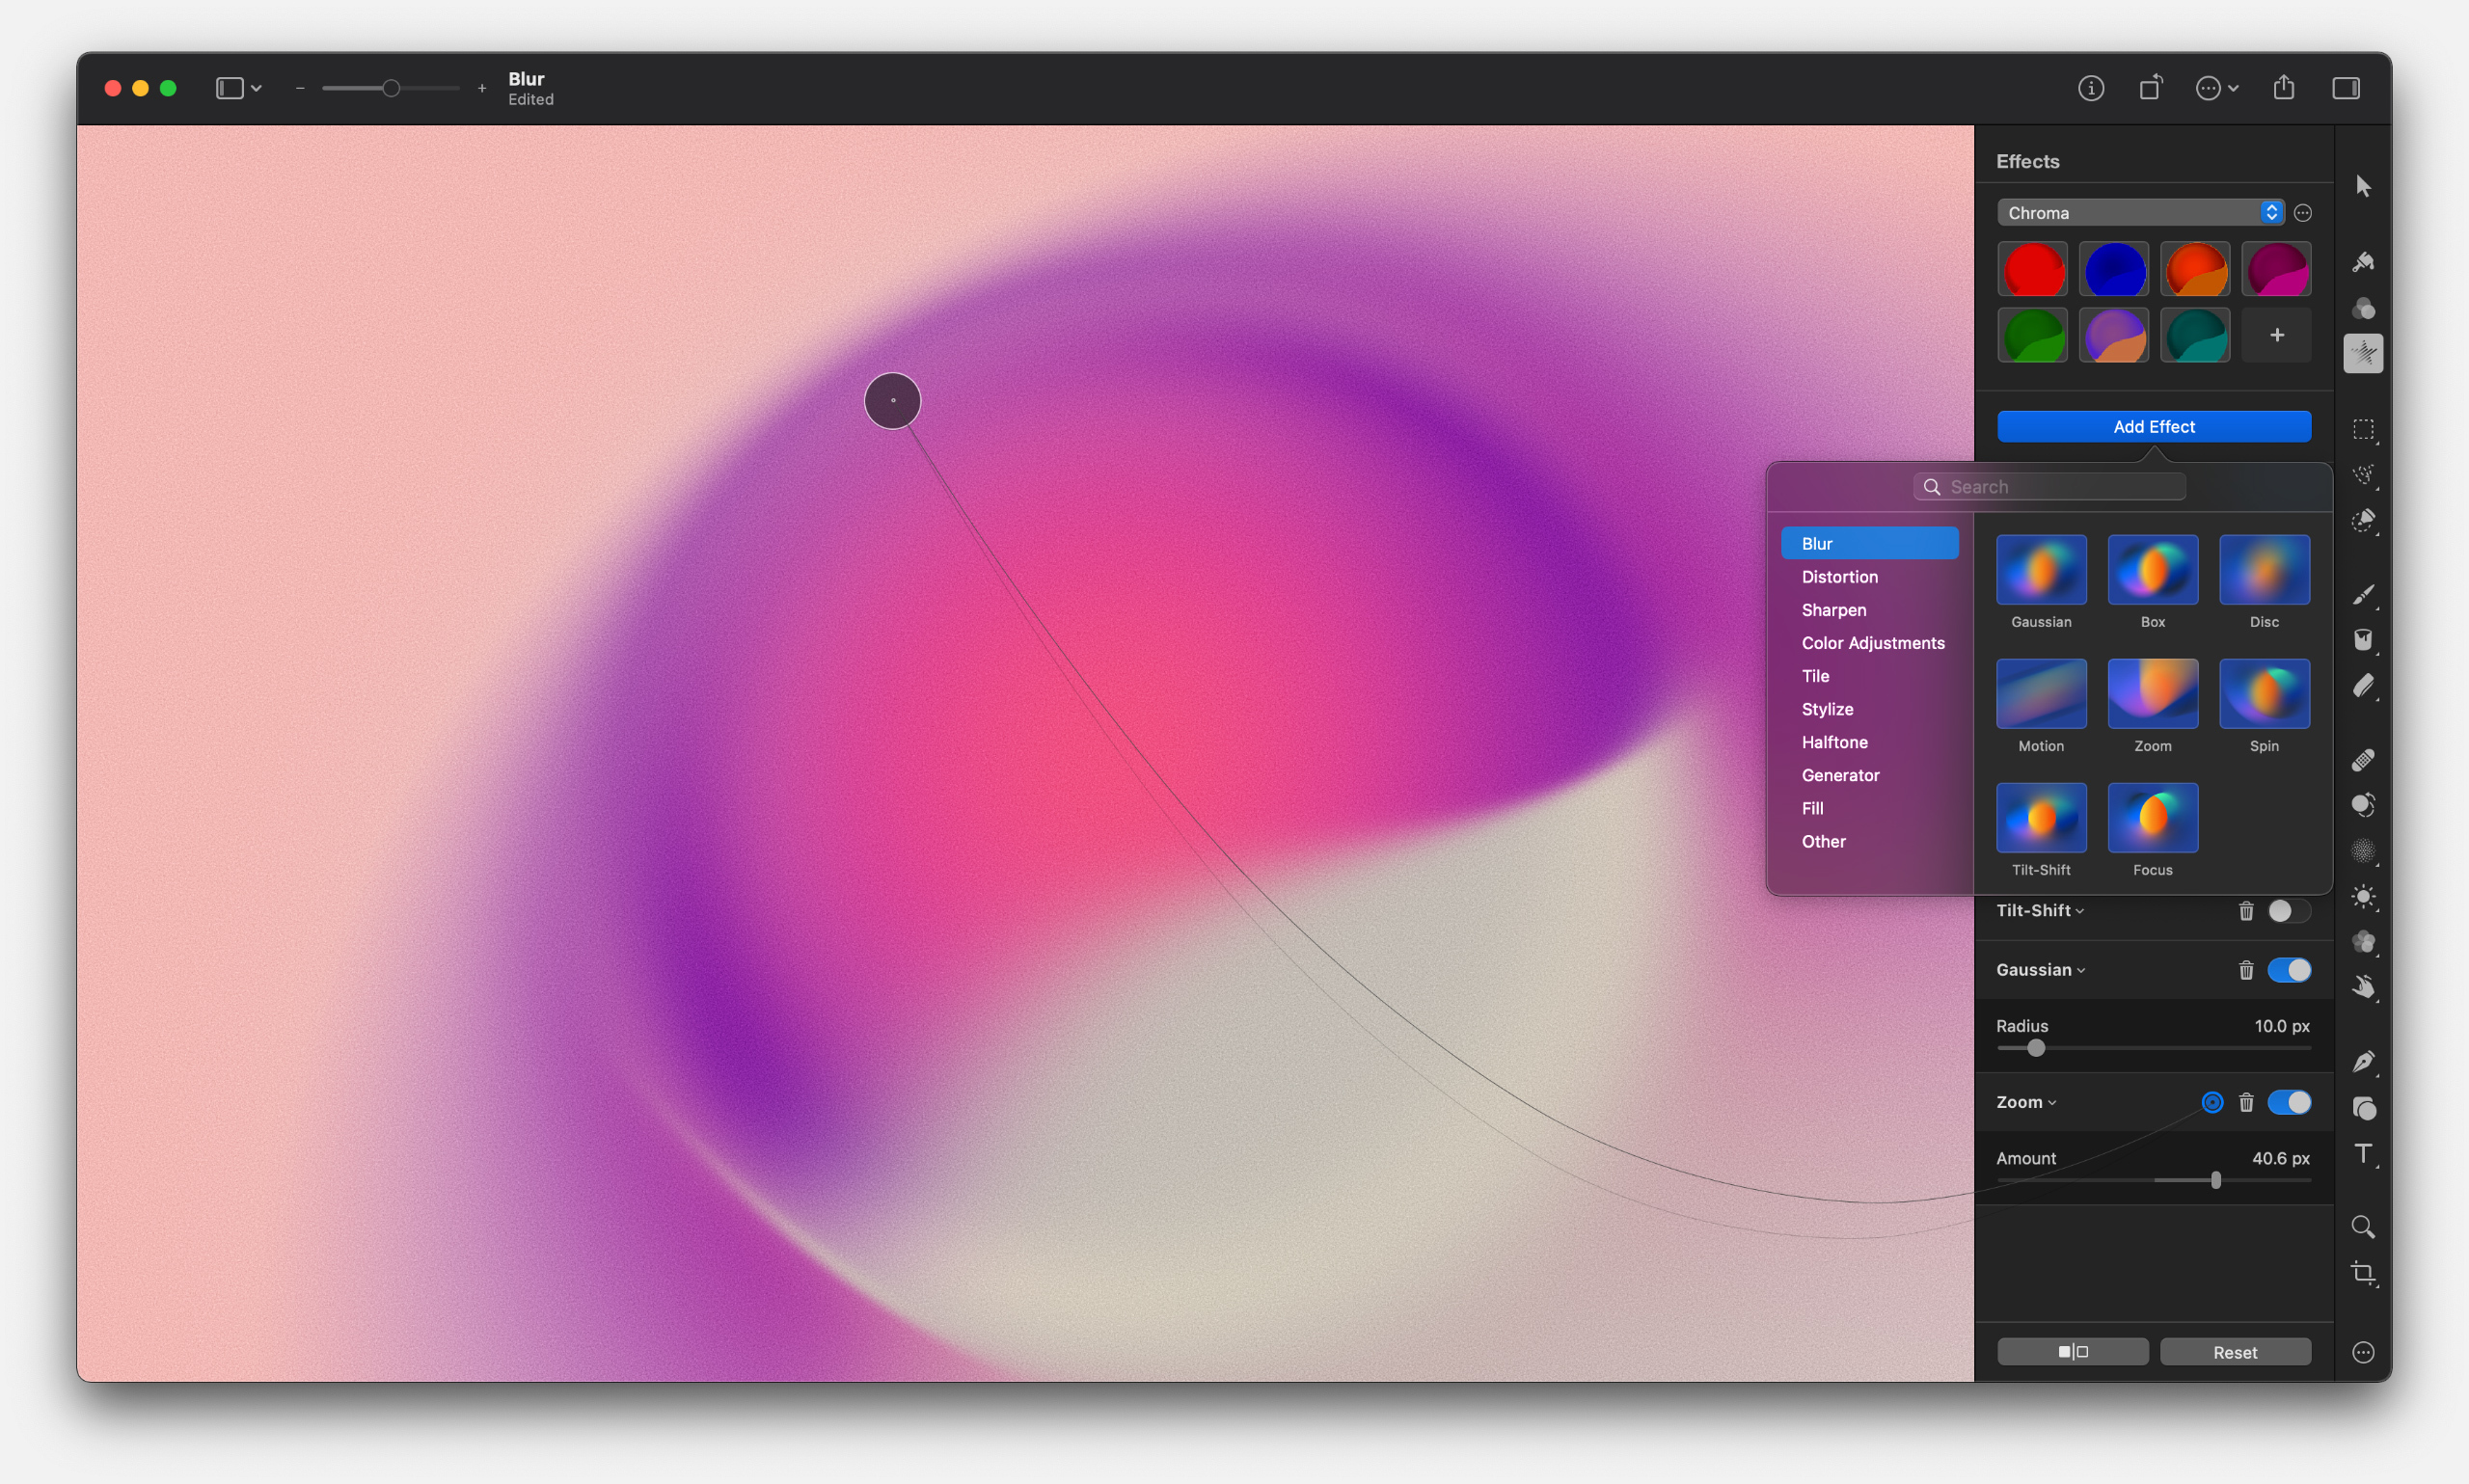 Blur
Edited
Effects
Chroma
Add Effect
Search
Blur
Distortion
Sharpen
Color Adjustments
Tile
Stylize
Halftone
Generator
Fill
Other
Gaussian Box Disc
Motion Zoom Spin
Tilt-Shift Focus
Tilt-Shift
Gaussian
Radius 10.0 px
Zoom
Amount 40.6 px
Reset